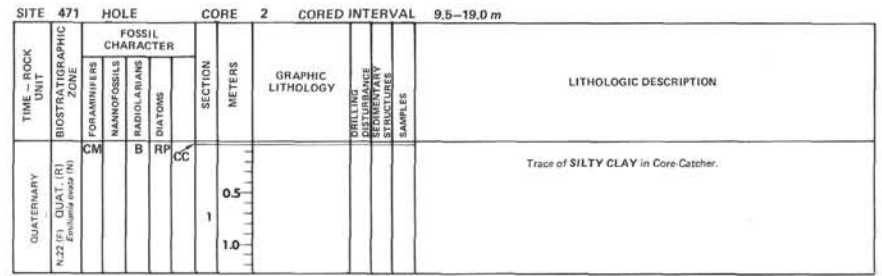 SITE 471 HOLE CORE 2 CORED INTERVAL 9.5–19.0 m
TIME – ROCK UNIT
BIOSTRATIGRAPHIC ZONE
FOSSIL CHARACTER
FORAMINIFERS
NANNOFOSSILS
RADIOLARIANS
DIATOMS
SECTION
METERS
GRAPHIC LITHOLOGY
DRILLING DISTURBANCE
SEDIMENTARY STRUCTURES
SAMPLES
LITHOLOGIC DESCRIPTION
QUATERNARY
N.22 (F) QUAT. (R)
Emiliania ovata (N)
CM B RP CC
1
0.5
1.0
Trace of SILTY CLAY in Core-Catcher.